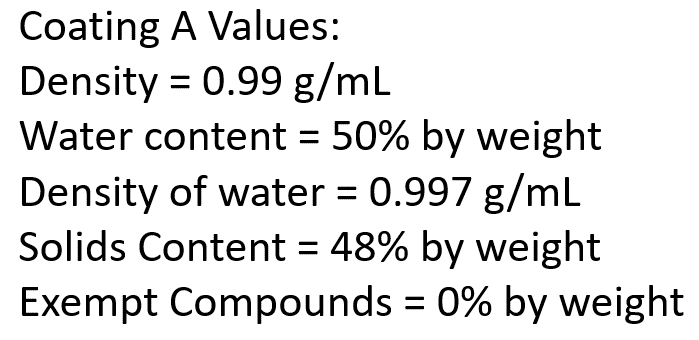 Coating A Values:
Density = 0.99 g/mL
Water content = 50% by weight
Density of water = 0.997 g/mL
Solids Content = 48% by weight
Exempt Compounds = 0% by weight